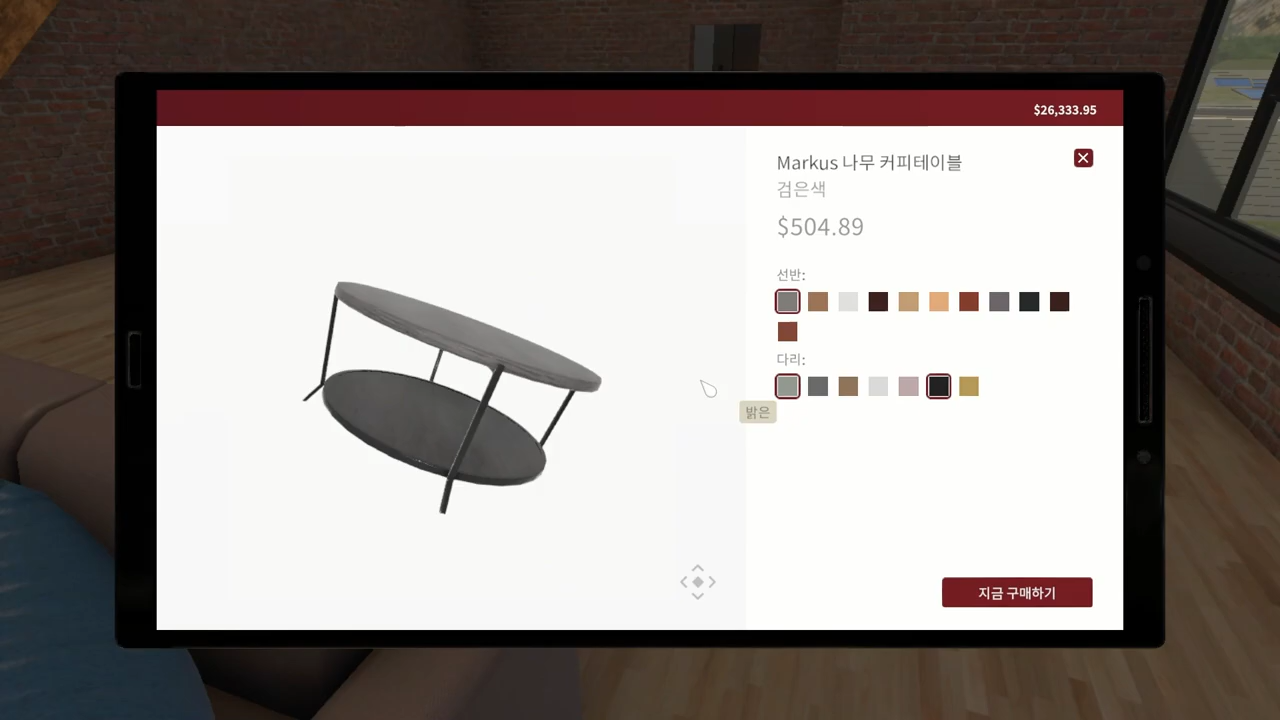 $26,333.95
Markus 나무 커피테이블
검은색
$504.89
선반:
다리:
밝은
지금 구매하기